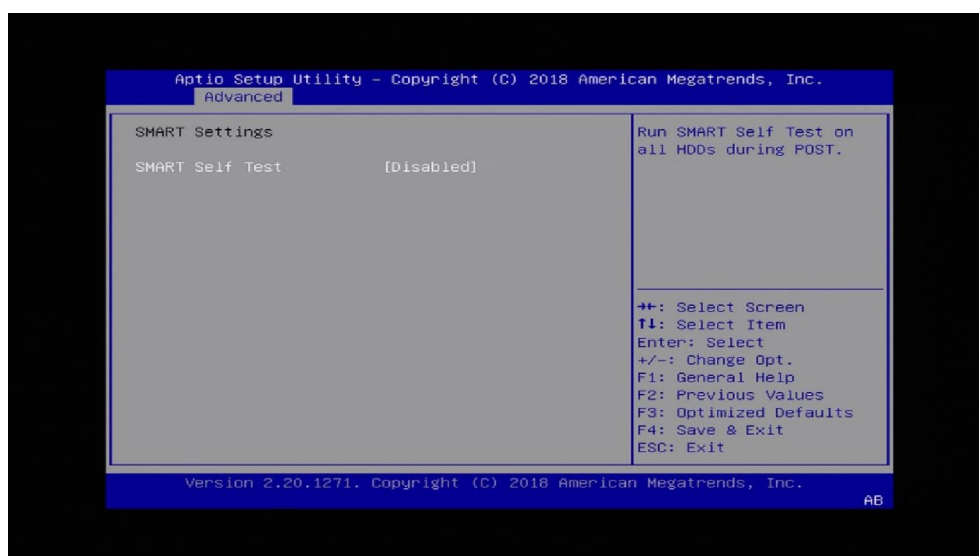 Aptio Setup Utility – Copyright (C) 2018 American Megatrends, Inc.
Advanced
SMART Settings
SMART Self Test [Disabled]
Run SMART Self Test on
all HDDs during POST.
→←: Select Screen
↑↓: Select Item
Enter: Select
+/-: Change Opt.
F1: General Help
F2: Previous Values
F3: Optimized Defaults
F4: Save & Exit
ESC: Exit
Version 2.20.1271. Copyright (C) 2018 American Megatrends, Inc.
AB